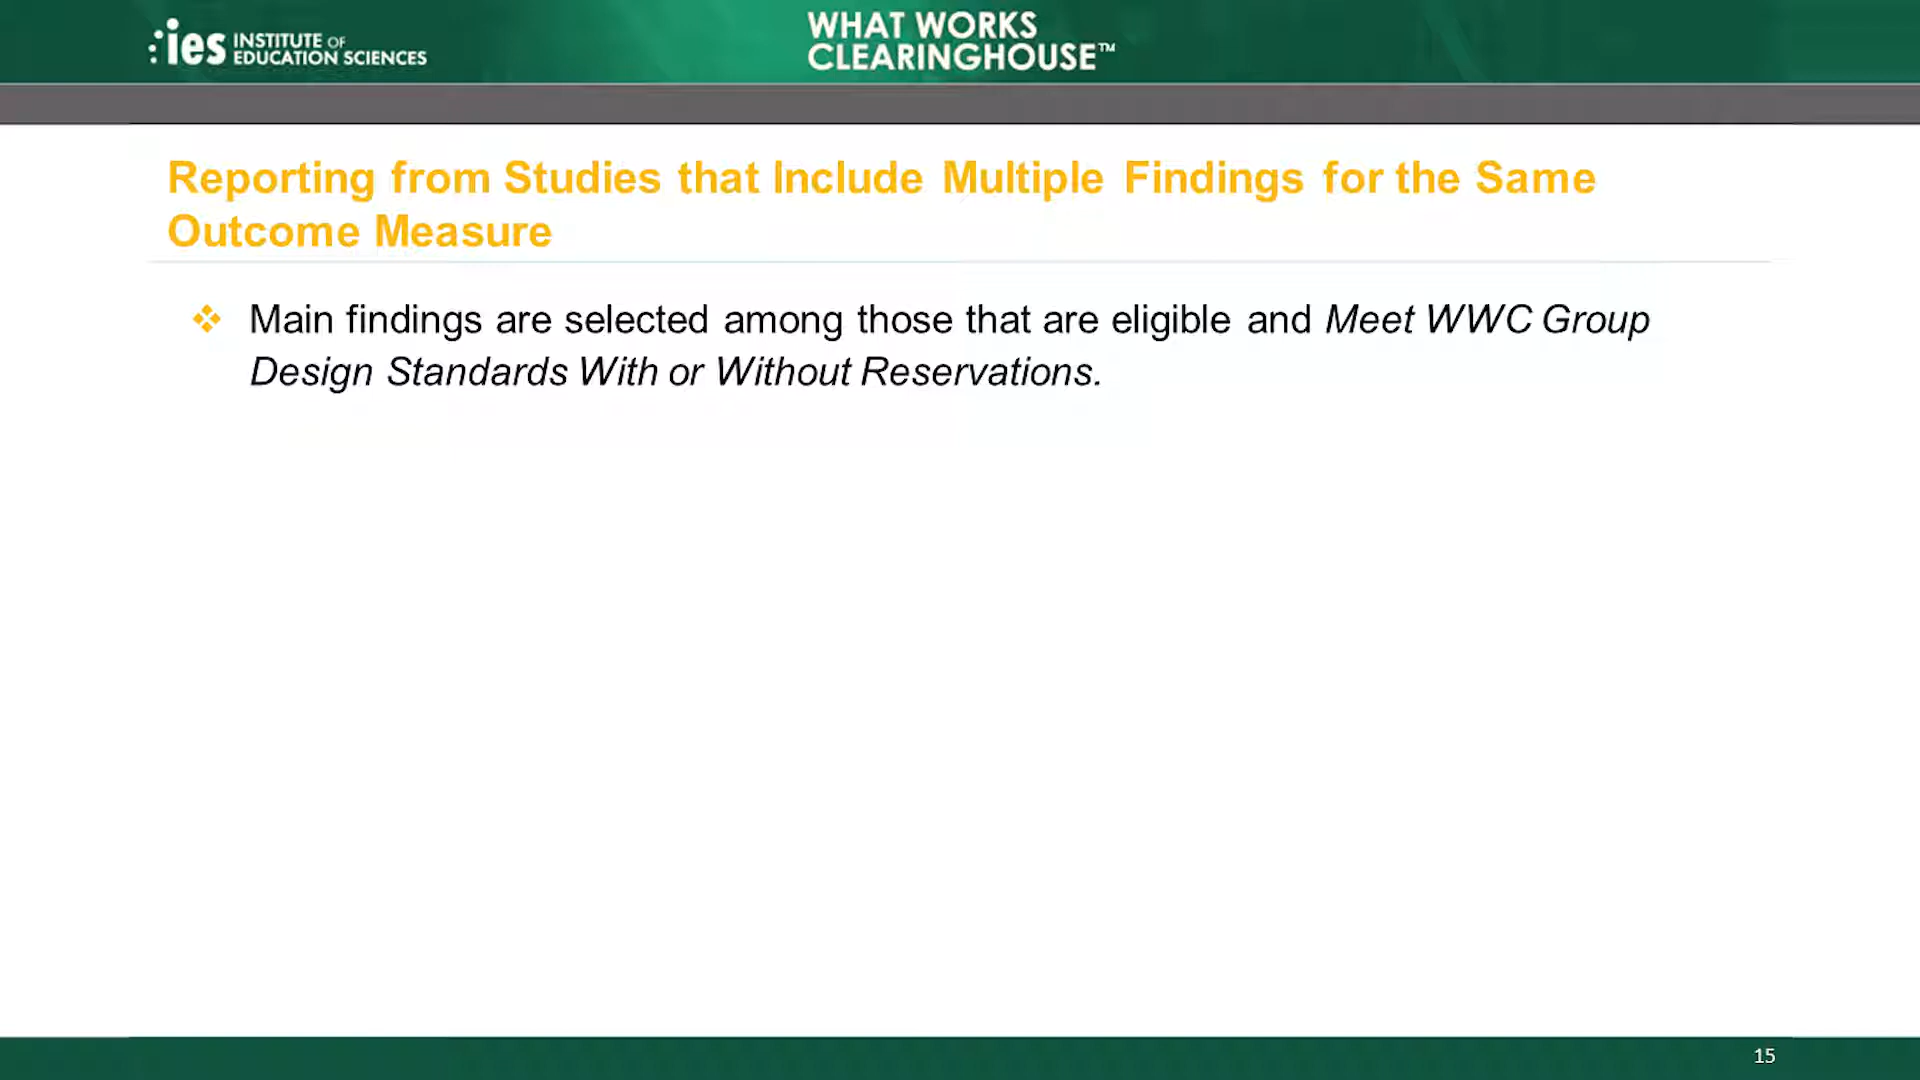 ies INSTITUTE OF
EDUCATION SCIENCES
WHAT WORKS
CLEARINGHOUSE™
Reporting from Studies that Include Multiple Findings for the Same
Outcome Measure
Main findings are selected among those that are eligible and Meet WWC Group
Design Standards With or Without Reservations.
15